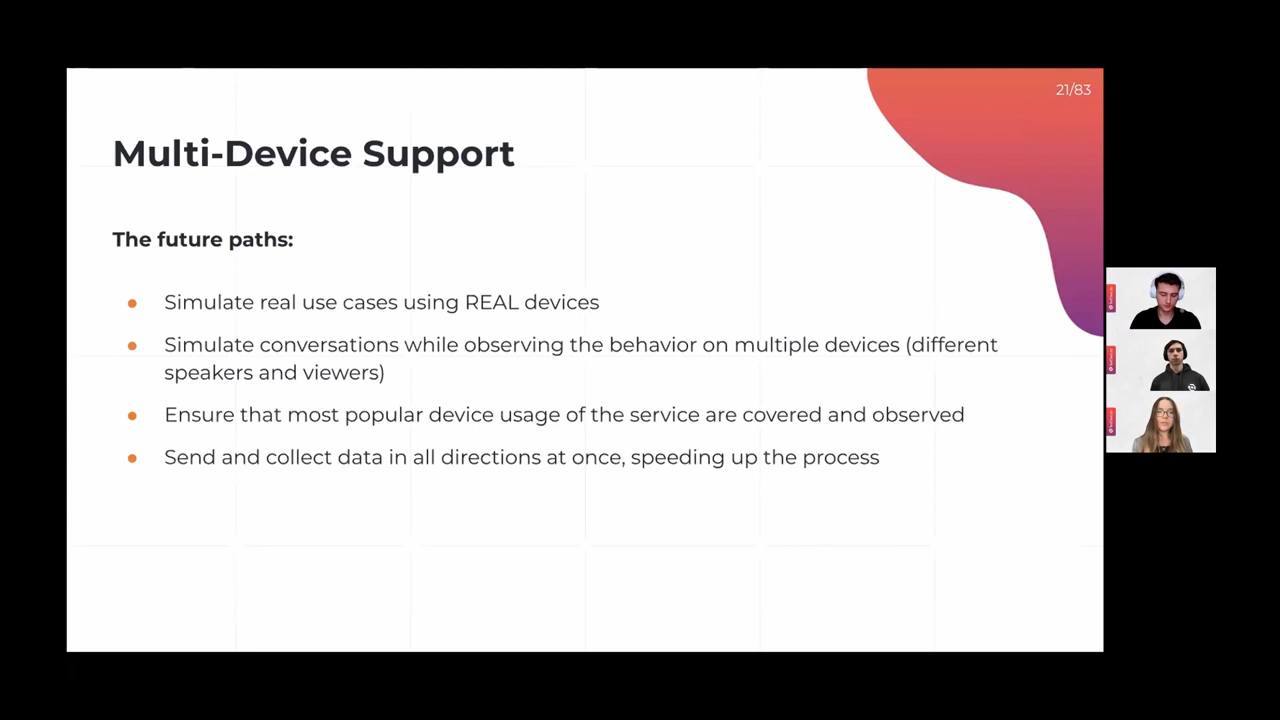 21/83
Multi-Device Support
The future paths:
Simulate real use cases using REAL devices
Simulate conversations while observing the behavior on multiple devices (different
speakers and viewers)
Ensure that most popular device usage of the service are covered and observed
Send and collect data in all directions at once, speeding up the process